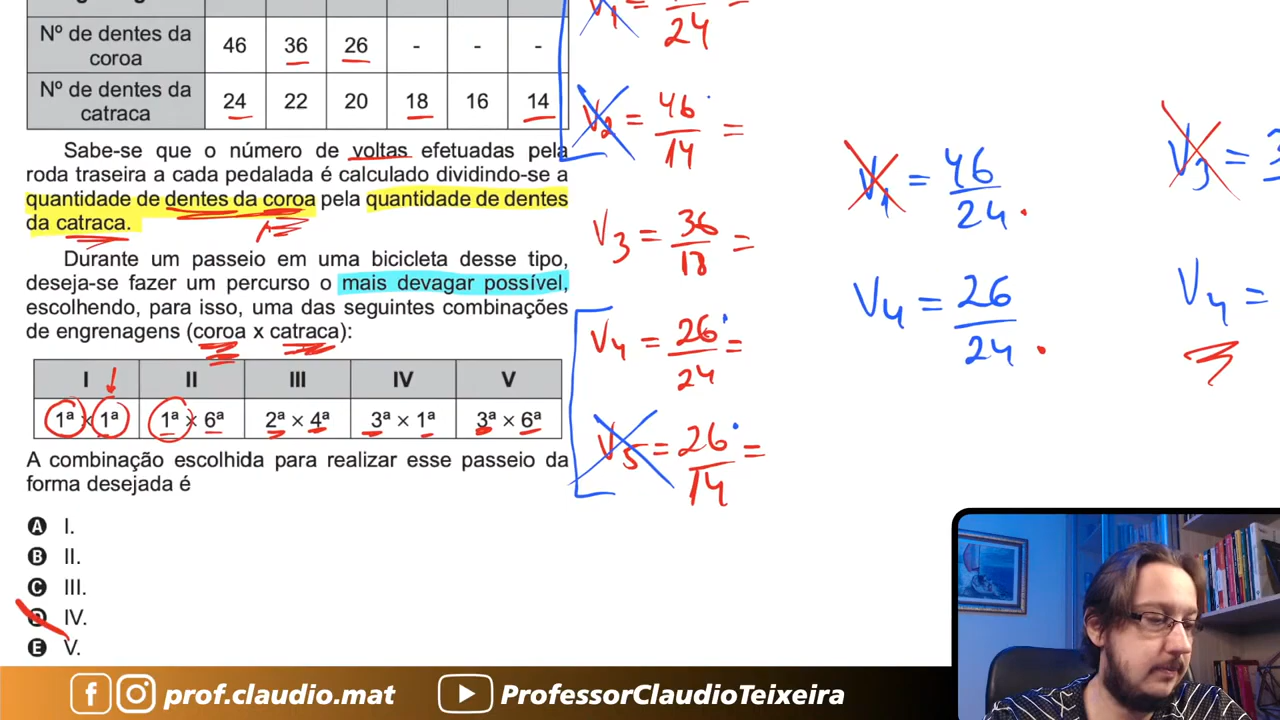 Nº de dentes da coroa 46 36 26 - - -
Nº de dentes da catraca 24 22 20 18 16 14
Sabe-se que o número de voltas efetuadas pela
roda traseira a cada pedalada é calculado dividindo-se a
quantidade de dentes da coroa pela quantidade de dentes
da catraca.
Durante um passeio em uma bicicleta desse tipo,
deseja-se fazer um percurso o mais devagar possível,
escolhendo, para isso, uma das seguintes combinações
de engrenagens (coroa x catraca):
I II III IV V
1ª x 1ª 1ª x 6ª 2ª x 4ª 3ª x 1ª 3ª x 6ª
A combinação escolhida para realizar esse passeio da
forma desejada é
A I.
B II.
C III.
D IV.
E V.
24
V2 = 46/14 =
V3 = 36/18 =
V4 = 26/24 =
V5 = 26/14 =
V1 = 46/24
V4 = 26/24
V3 =
V4 =
prof.claudio.mat
ProfessorClaudioTeixeira